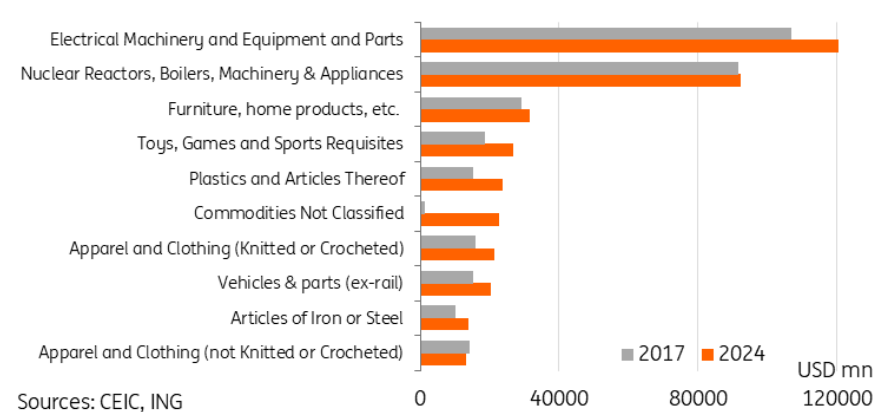 Electrical Machinery and Equipment and Parts
Nuclear Reactors, Boilers, Machinery & Appliances
Furniture, home products, etc.
Toys, Games and Sports Requisites
Plastics and Articles Thereof
Commodities Not Classified
Apparel and Clothing (Knitted or Crocheted)
Vehicles & parts (ex-rail)
Articles of Iron or Steel
Apparel and Clothing (not Knitted or Crocheted)
2017 2024
USD mn
0 40000 80000 120000
Sources: CEIC, ING